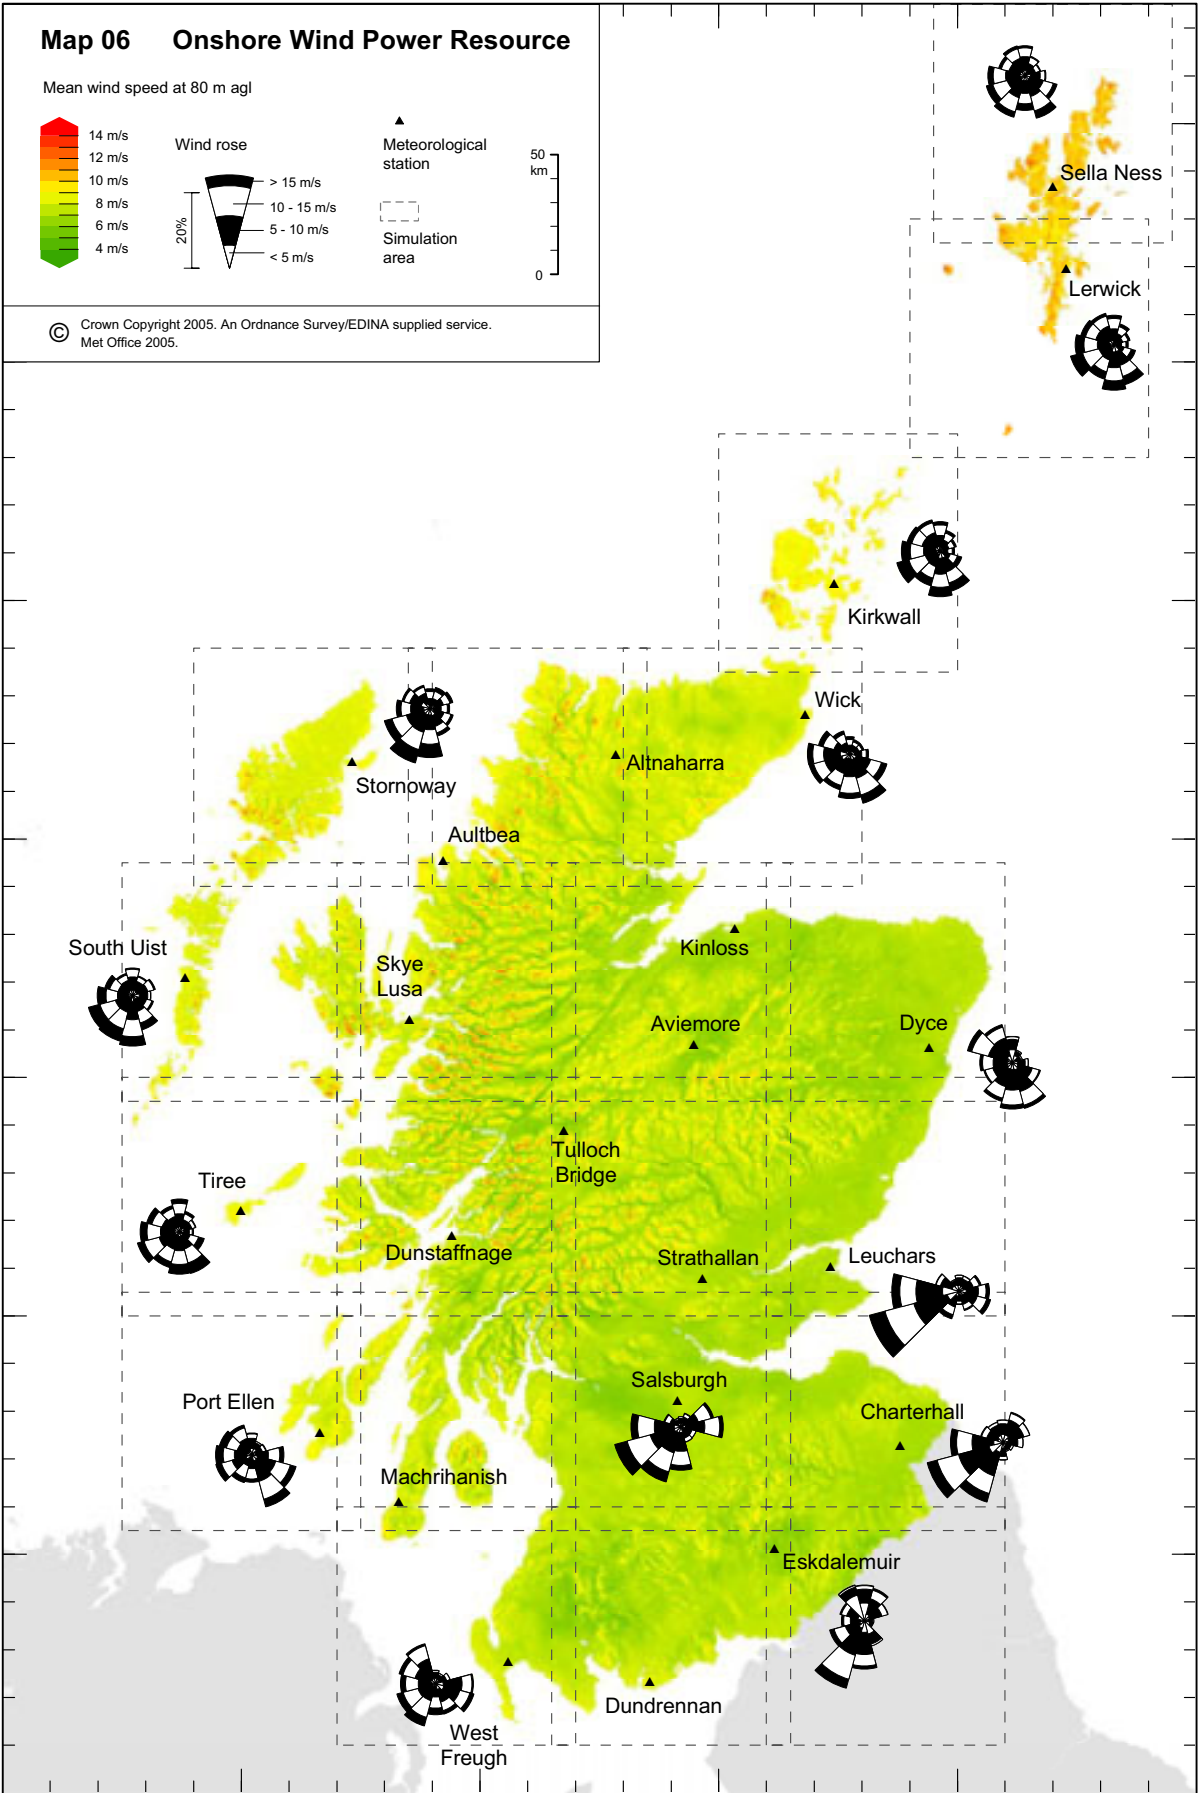 Map 06 Onshore Wind Power Resource
Mean wind speed at 80 m agl
14 m/s
12 m/s
10 m/s
8 m/s
6 m/s
4 m/s
Wind rose
20%
> 15 m/s
10 - 15 m/s
5 - 10 m/s
< 5 m/s
Meteorological
station
Simulation
area
50
km
0
© Crown Copyright 2005. An Ordnance Survey/EDINA supplied service.
Met Office 2005.
Sella Ness
Lerwick
Kirkwall
Wick
Altnaharra
Stornoway
Aultbea
South Uist
Skye
Lusa
Kinloss
Aviemore
Dyce
Tulloch
Bridge
Tiree
Dunstaffnage
Strathallan
Leuchars
Salsburgh
Port Ellen
Charterhall
Machrihanish
Eskdalemuir
Dundrennan
West
Freugh